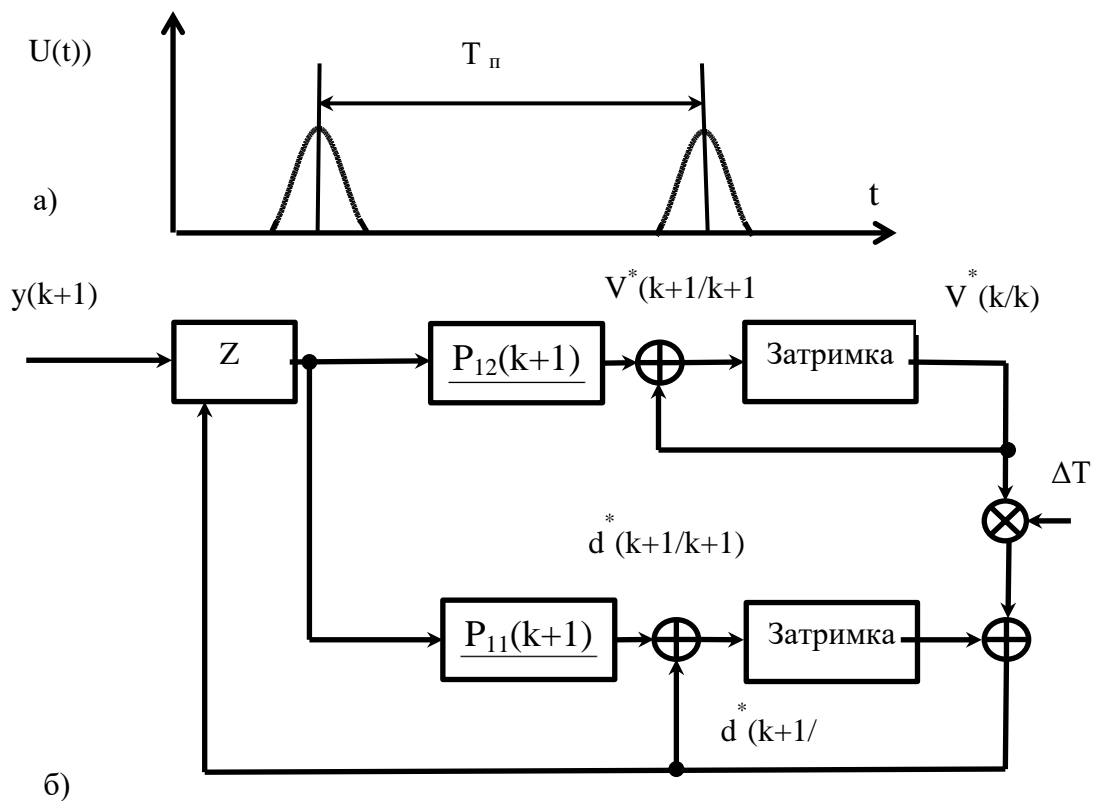 U(t))
T п
а)
t
y(k+1)
V*(k+1/k+1
V*(k/k)
Z
P12(k+1)
Затримка
ΔT
d*(k+1/k+1)
P11(k+1)
Затримка
d*(k+1/
б)